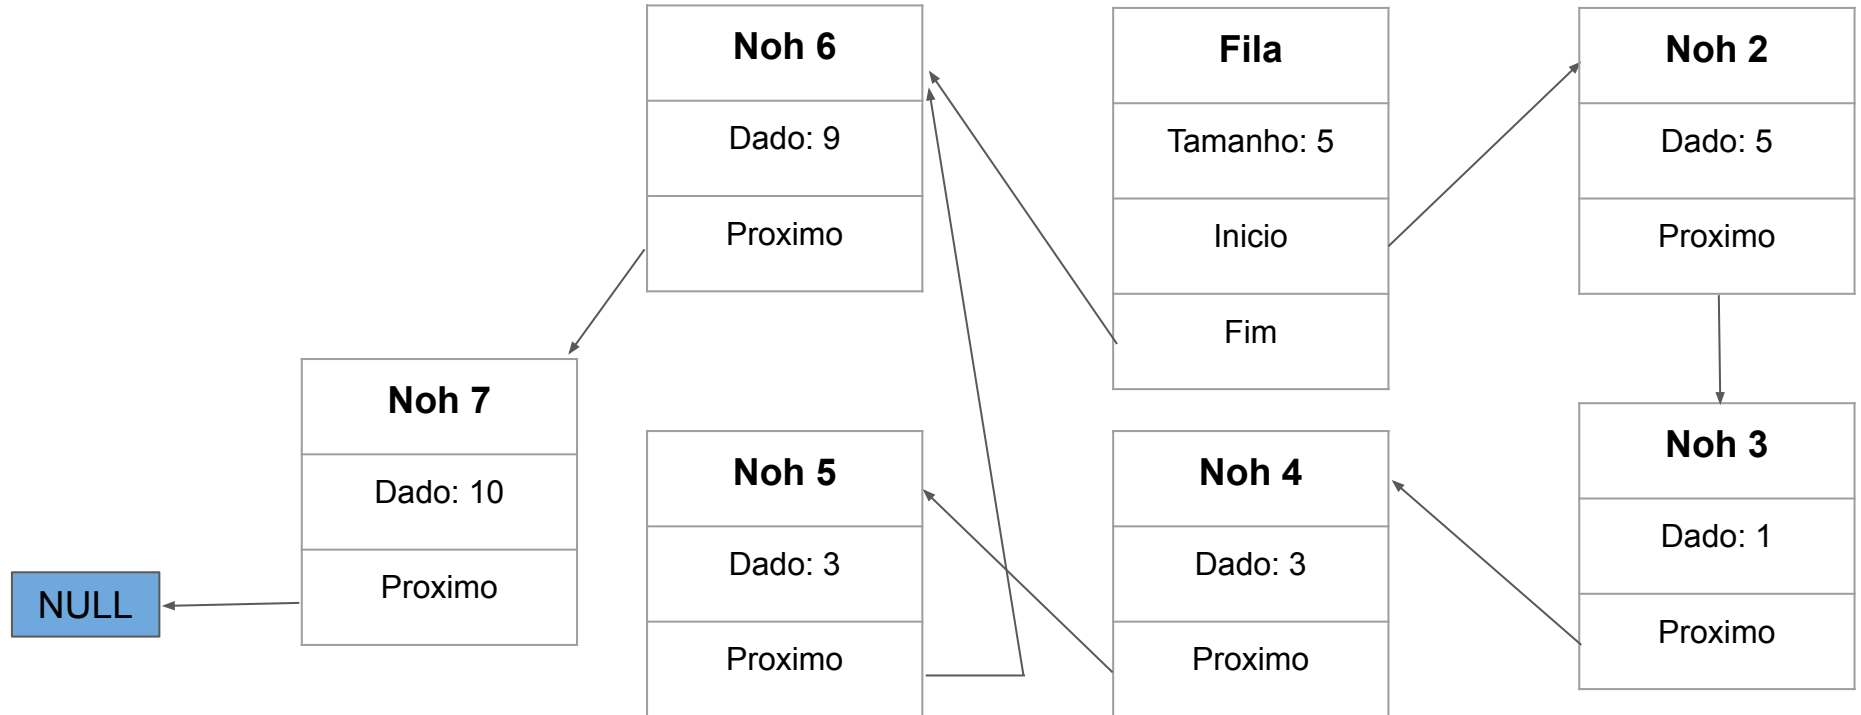 Noh 6
Dado: 9
Proximo
Fila
Tamanho: 5
Inicio
Fim
Noh 2
Dado: 5
Proximo
Noh 7
Dado: 10
Proximo
NULL
Noh 5
Dado: 3
Proximo
Noh 4
Dado: 3
Proximo
Noh 3
Dado: 1
Proximo